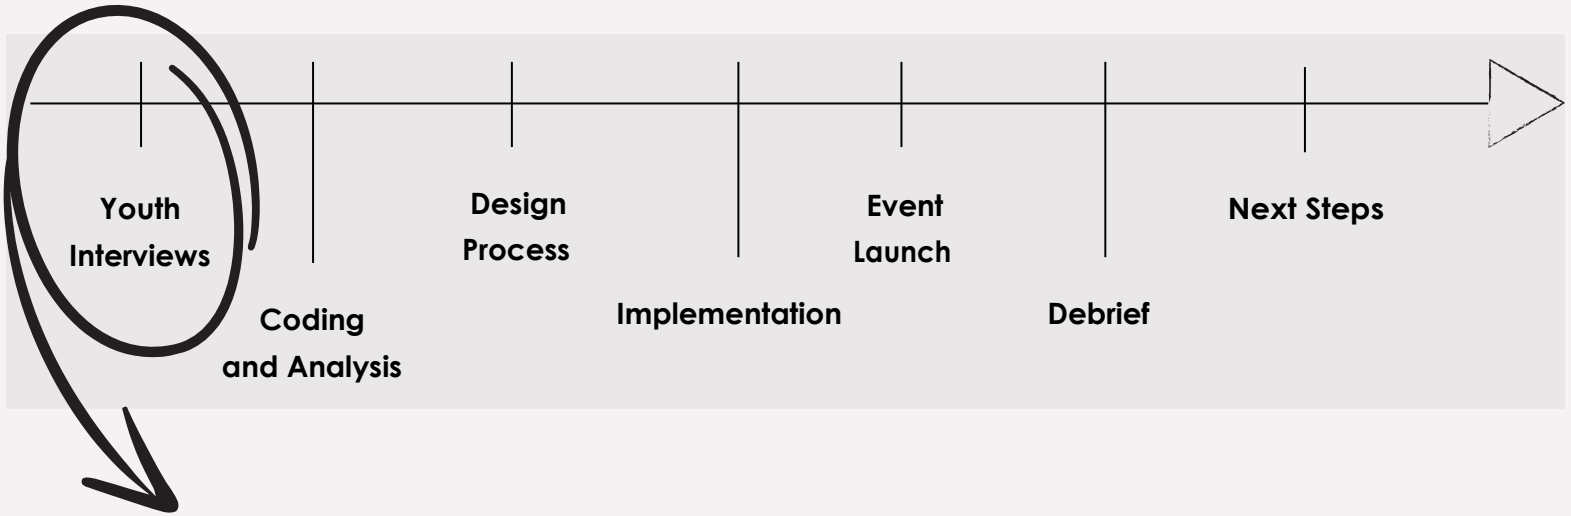 Youth
Interviews
Coding
and Analysis
Design
Process
Implementation
Event
Launch
Debrief
Next Steps